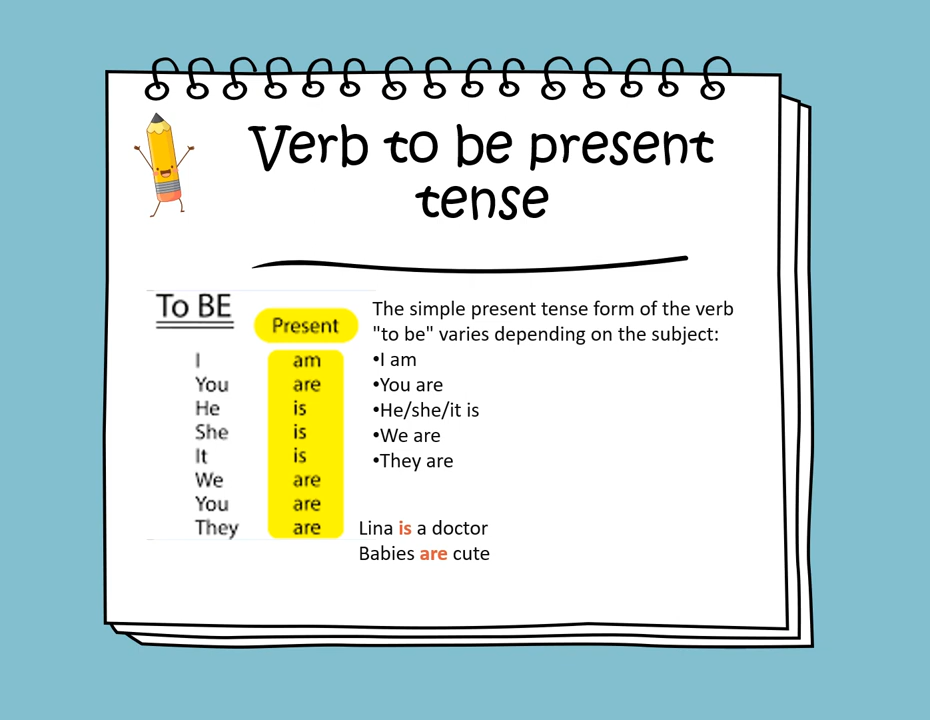 Verb to be present
tense
To BE
Present
I am
You are
He is
She is
It is
We are
You are
They are
The simple present tense form of the verb
"to be" varies depending on the subject:
•I am
•You are
•He/she/it is
•We are
•They are
Lina is a doctor
Babies are cute